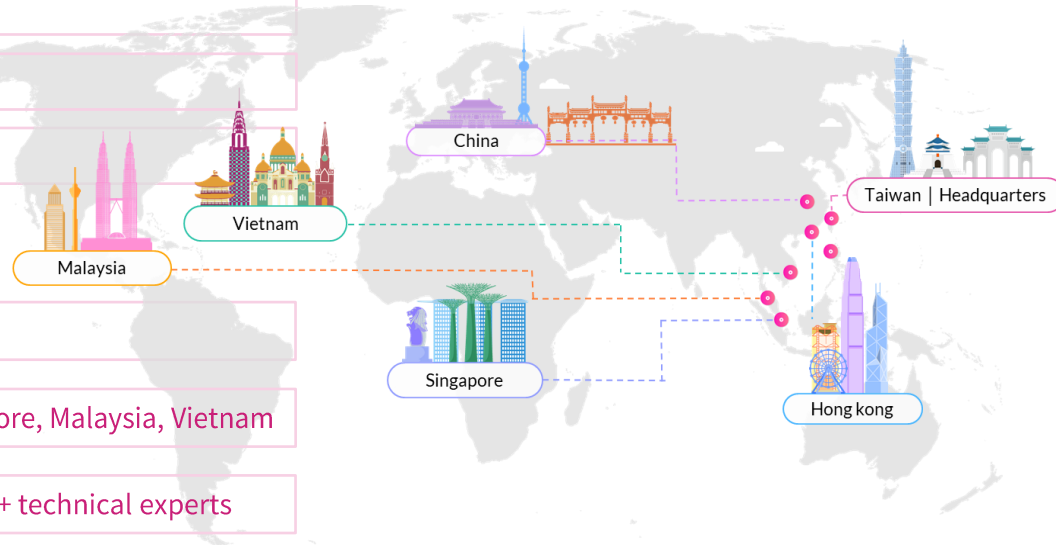 China
Taiwan | Headquarters
Vietnam
Malaysia
Singapore
Hong kong
ore, Malaysia, Vietnam
+ technical experts